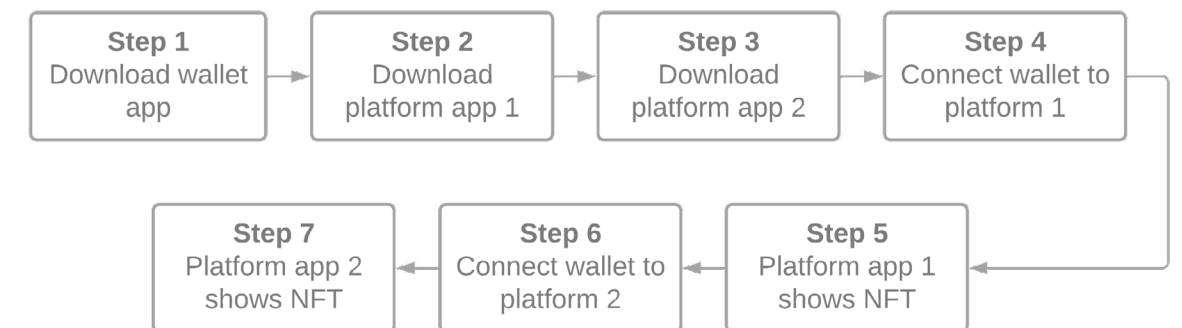 Step 1
Download wallet
app
Step 2
Download
platform app 1
Step 3
Download
platform app 2
Step 4
Connect wallet to
platform 1
Step 5
Platform app 1
shows NFT
Step 6
Connect wallet to
platform 2
Step 7
Platform app 2
shows NFT